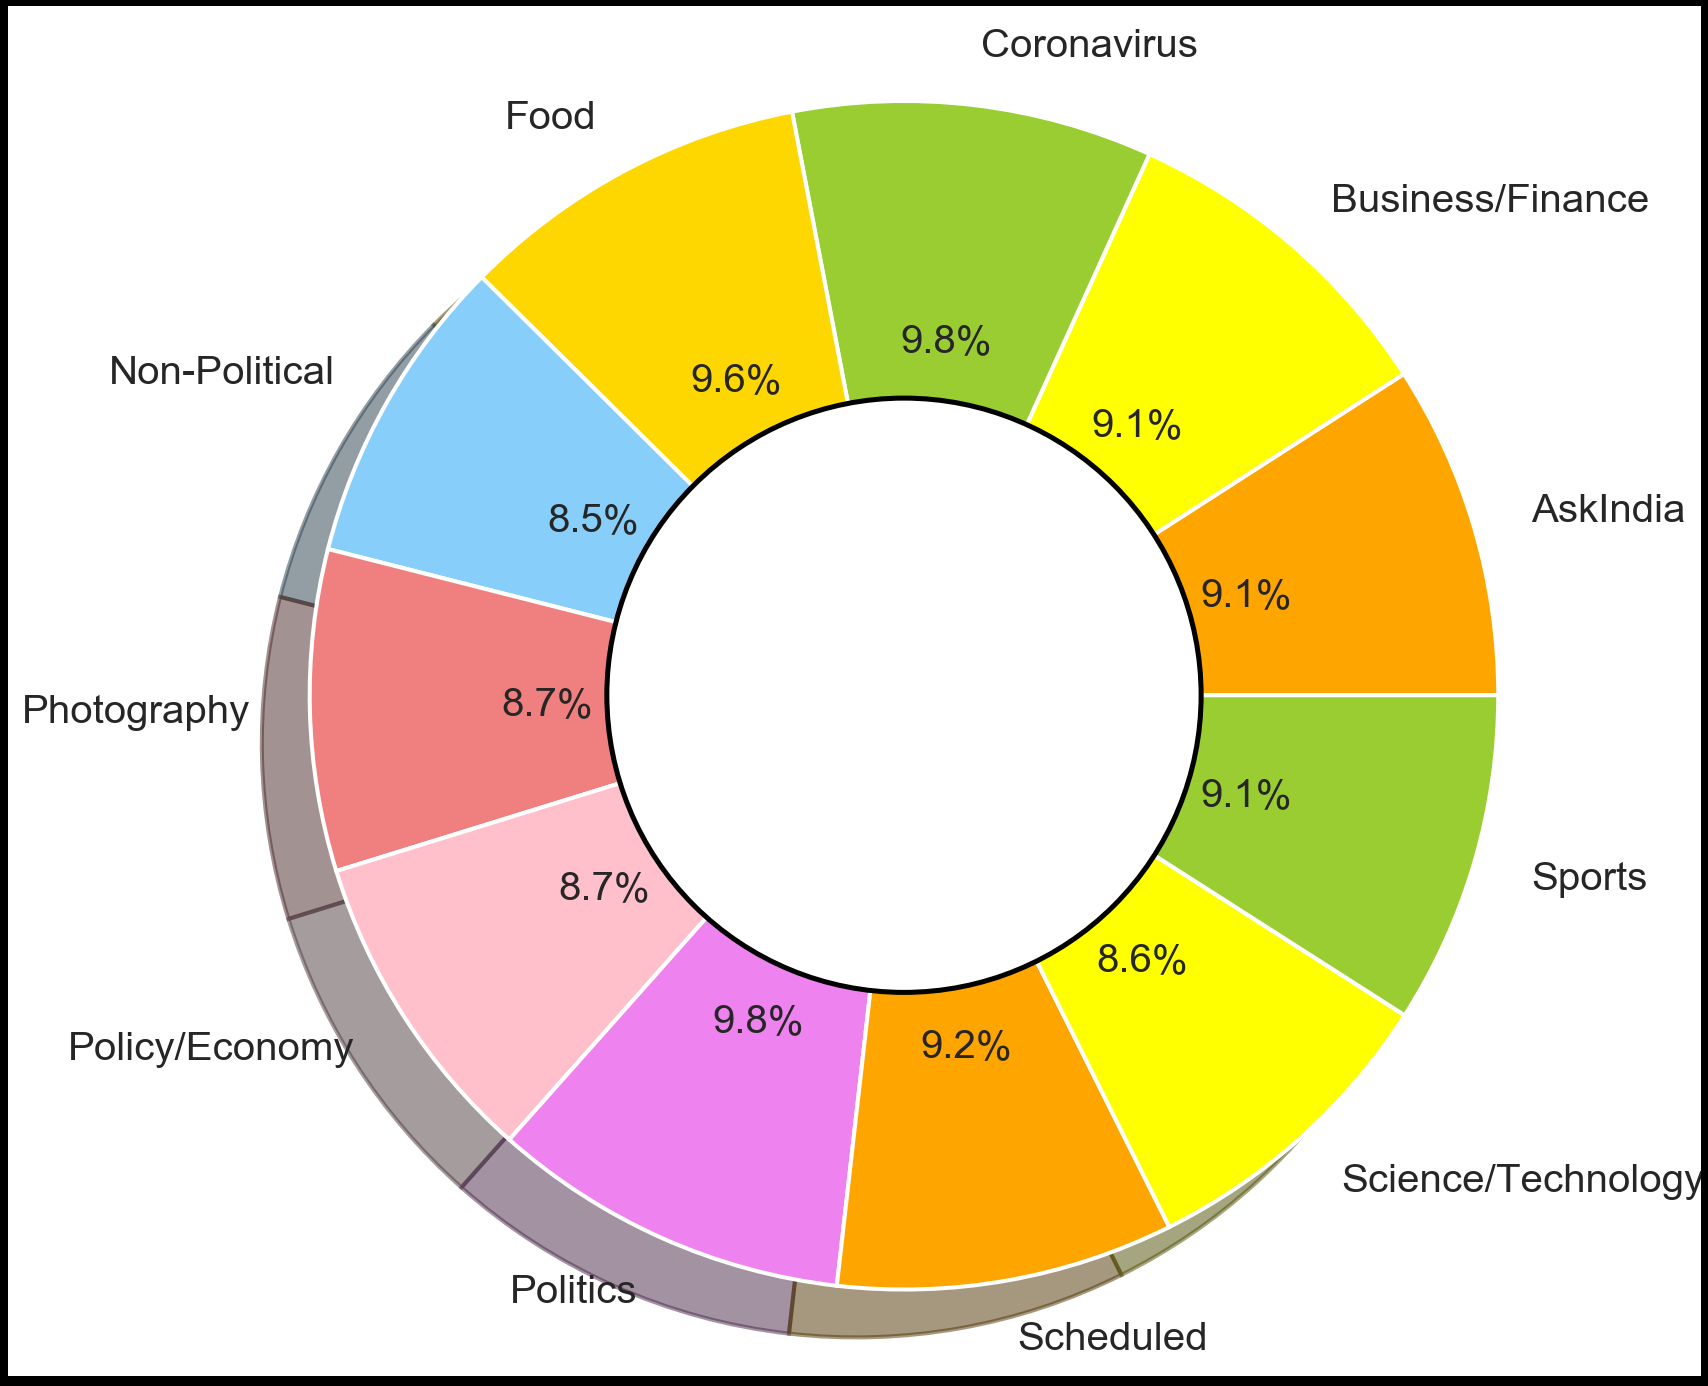 Coronavirus
Food
Business/Finance
9.8%
Non-Political
9.6%
9.1%
8.5%
AskIndia
9.1%
Photography
8.7%
9.1%
8.7%
Sports
8.6%
Policy/Economy
9.8%
9.2%
Science/Technology
Politics
Scheduled